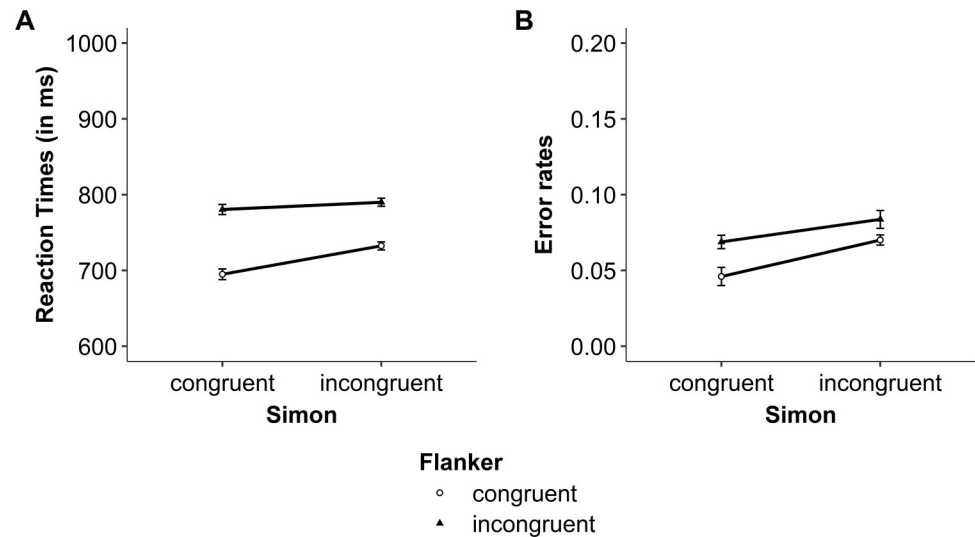 A
Reaction Times (in ms)
1000
900
800
700
600
congruent incongruent
Simon
B
Error rates
0.20
0.15
0.10
0.05
0.00
congruent incongruent
Simon
Flanker
congruent
incongruent